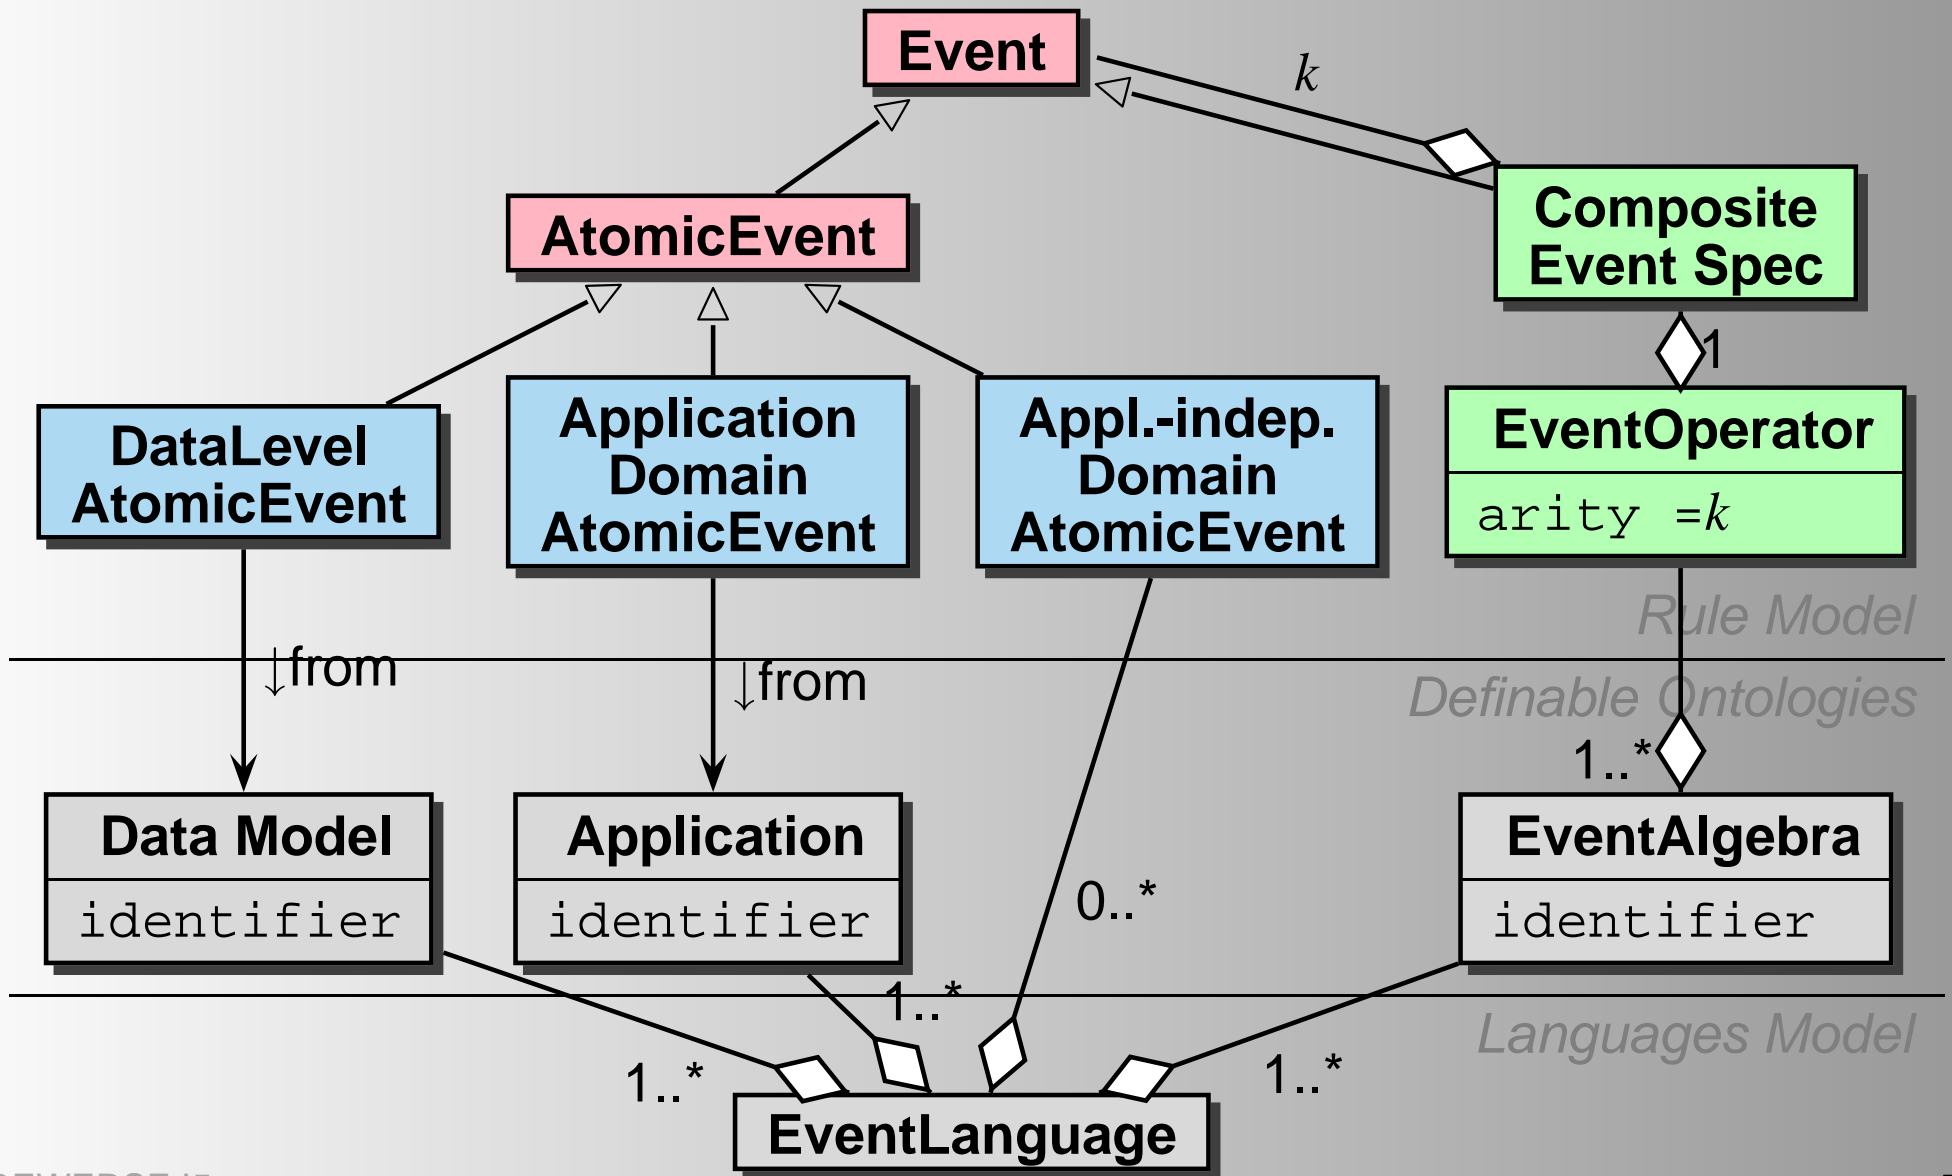 Event
k
AtomicEvent
Composite
Event Spec
1
DataLevel
AtomicEvent
Application
Domain
AtomicEvent
Appl.-indep.
Domain
AtomicEvent
EventOperator
arity =k
Rule Model
↓from
↓from
Definable Ontologies
1..*
Data Model
identifier
Application
identifier
0..*
EventAlgebra
identifier
1..*
Languages Model
1..*
1..*
EventLanguage